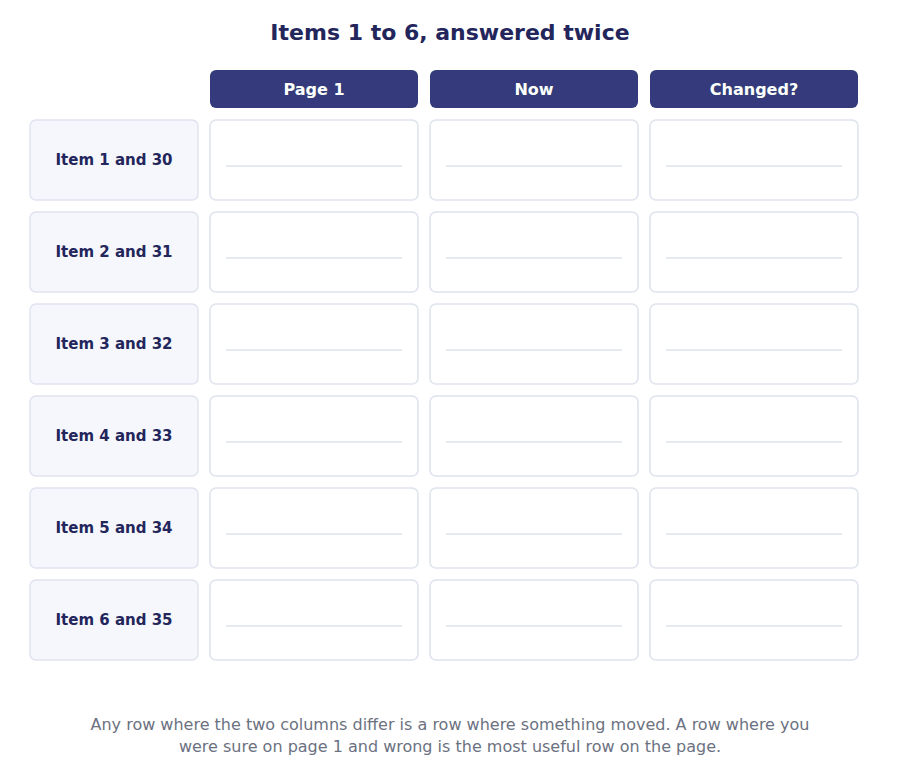 Items 1 to 6, answered twice
Page 1
Now
Changed?
Item 1 and 30
Item 2 and 31
Item 3 and 32
Item 4 and 33
Item 5 and 34
Item 6 and 35
Any row where the two columns differ is a row where something moved. A row where you
were sure on page 1 and wrong is the most useful row on the page.